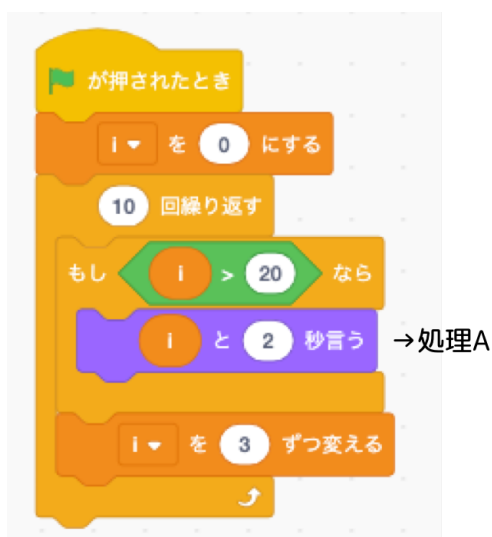 が押されたとき
i を 0 にする
10 回繰り返す
もし i > 20 なら
i と 2 秒言う →処理A
i を 3 ずつ変える